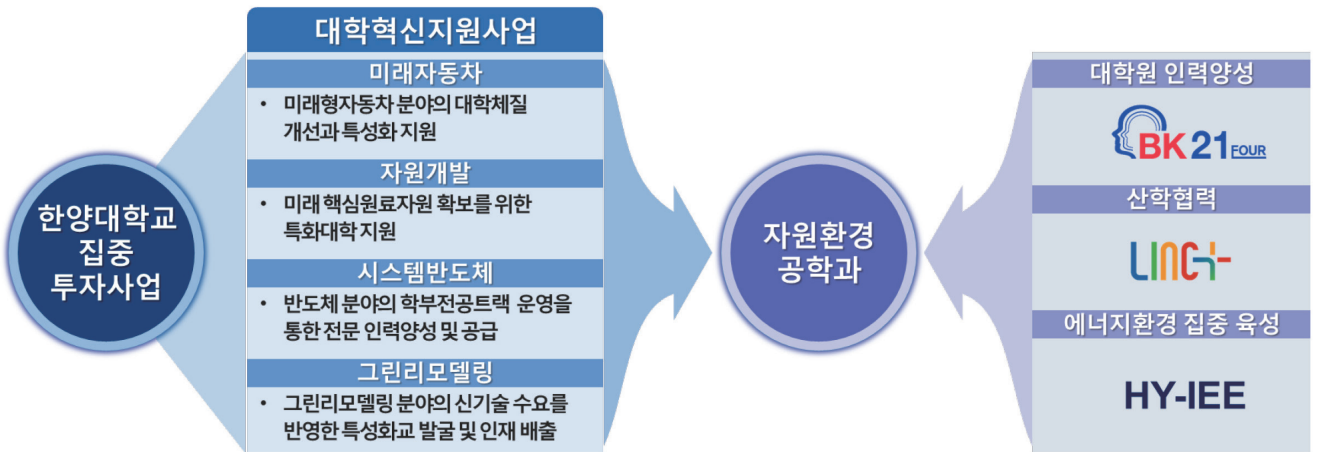 한양대학교
집중
투자사업
대학혁신지원사업
미래자동차
• 미래형자동차 분야의 대학체질
개선과 특성화 지원
자원개발
• 미래 핵심원료자원 확보를 위한
특화대학 지원
시스템반도체
• 반도체 분야의 학부전공트랙 운영을
통한 전문 인력양성 및 공급
그린리모델링
• 그린리모델링 분야의 신기술 수요를
반영한 특성화교 발굴 및 인재 배출
자원환경
공학과
대학원 인력양성
BK 21 FOUR
산학협력
LINC+
에너지환경 집중 육성
HY-IEE